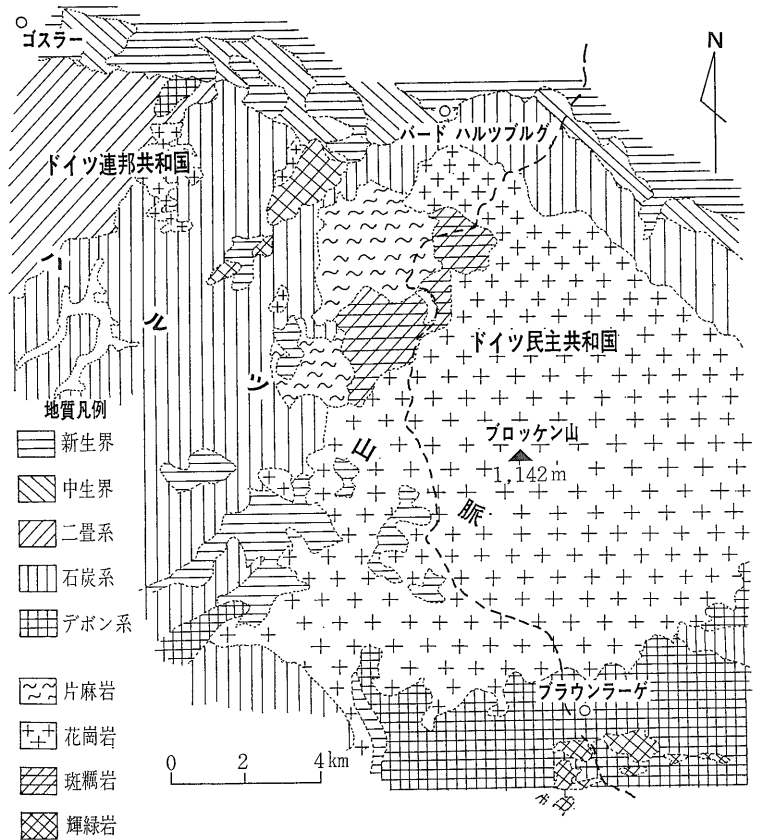 ゴスラー
N
バード ハルツブルグ
ドイツ連邦共和国
ハルツ山脈
ドイツ民主共和国
ブロッケン山
1,142m
ブラウンラーゲ
地質凡例
新生界
中生界
二畳系
石炭系
デボン系
片麻岩
花崗岩
斑糲岩
輝緑岩
0 2 4km